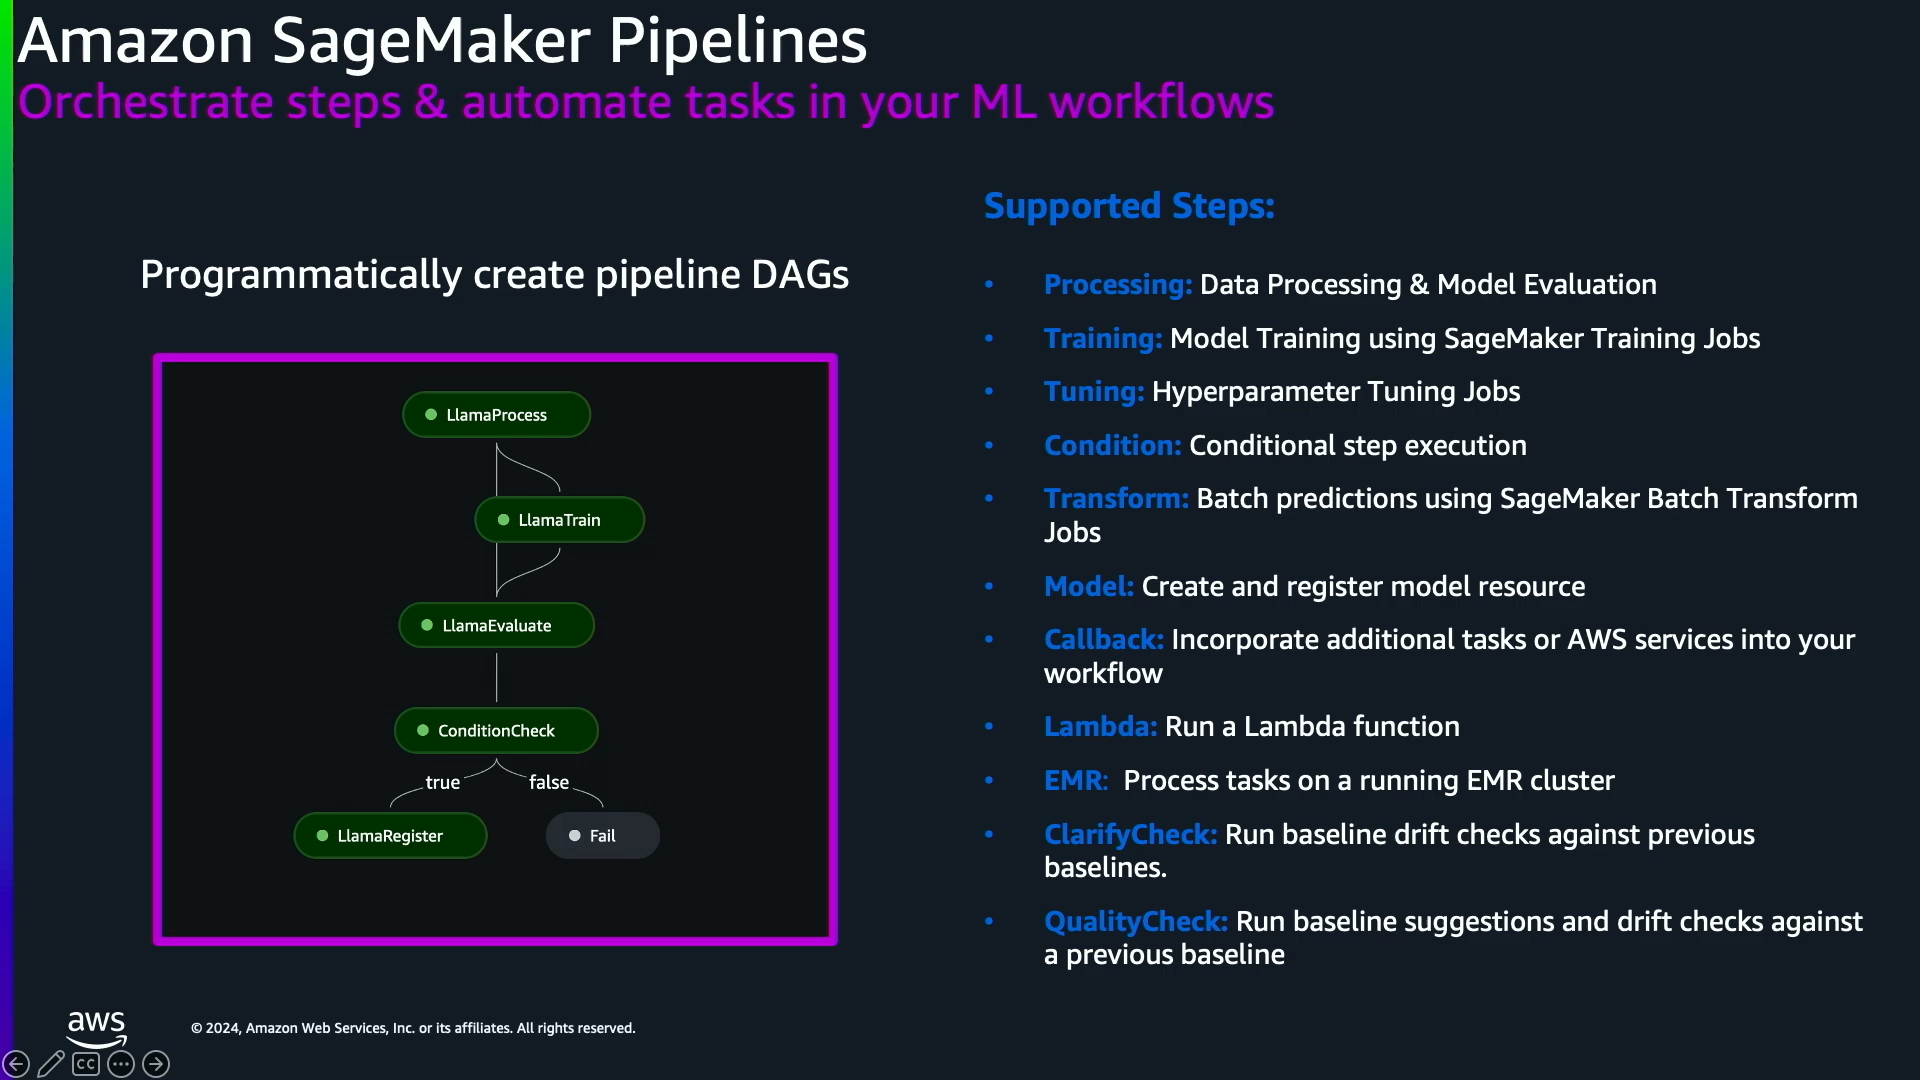 Amazon SageMaker Pipelines
Orchestrate steps & automate tasks in your ML workflows
Programmatically create pipeline DAGs
LlamaProcess
LlamaTrain
LlamaEvaluate
ConditionCheck
true
false
LlamaRegister
Fail
Supported Steps:
• Processing: Data Processing & Model Evaluation
• Training: Model Training using SageMaker Training Jobs
• Tuning: Hyperparameter Tuning Jobs
• Condition: Conditional step execution
• Transform: Batch predictions using SageMaker Batch Transform
Jobs
• Model: Create and register model resource
• Callback: Incorporate additional tasks or AWS services into your
workflow
• Lambda: Run a Lambda function
• EMR: Process tasks on a running EMR cluster
• ClarifyCheck: Run baseline drift checks against previous
baselines.
• QualityCheck: Run baseline suggestions and drift checks against
a previous baseline
aws
© 2024, Amazon Web Services, Inc. or its affiliates. All rights reserved.
CC